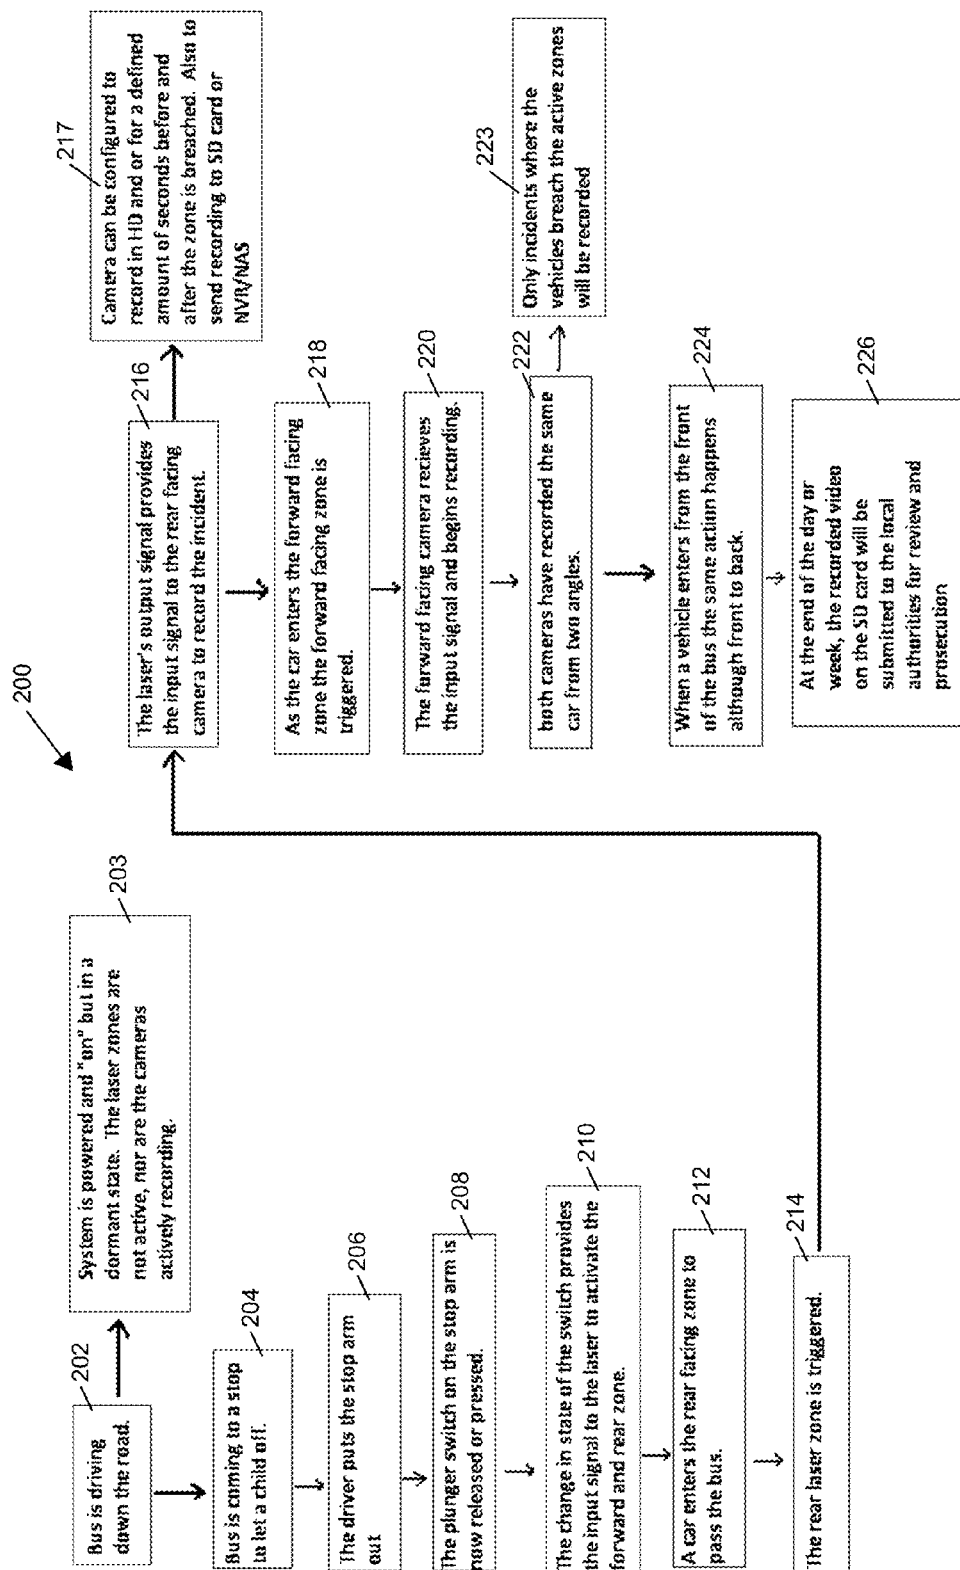 200
202
Bus is driving
down the road.
203
System is powered and "on" but in a
dormant state. The laser zones are
not active, nor are the cameras
actively recording.
204
Bus is coming to a stop
to let a child off.
206
The driver puts the stop arm
out
208
The plunger switch on the stop arm is
now released or pressed.
210
The change in state of the switch provides
the input signal to the laser to activate the
forward and rear zone.
212
A car enters the rear facing zone to
pass the bus.
214
The rear laser zone is triggered.
216
The laser's output signal provides
the input signal to the rear facing
camera to record the incident.
217
Camera can be configured to
record in HD and or for a defined
amount of seconds before and
after the zone is breached. Also to
send recording to SD card or
NVR/NAS
218
As the car enters the forward facing
zone the forward facing zone is
triggered.
220
The forward facing camera recieves
the input signal and begins recording.
222
both cameras have recorded the same
car from two angles.
223
Only incidents where the
vehicles breach the active zones
will be recorded
224
When a vehicle enters from the front
of the bus the same action happens
although front to back.
226
At the end of the day or
week, the recorded video
on the SD card will be
submitted to the local
authorities for review and
prosecution